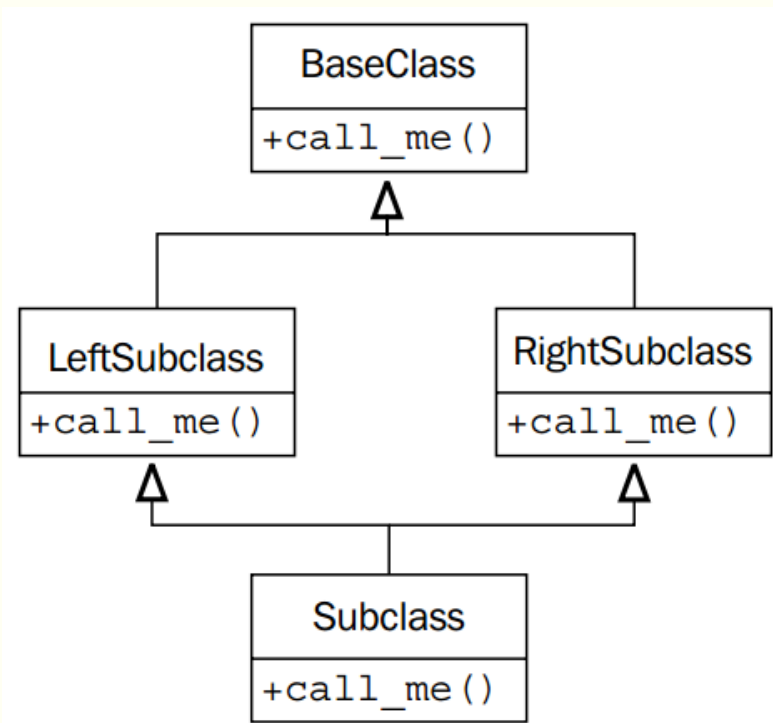 BaseClass
+call_me()
LeftSubclass
+call_me()
RightSubclass
+call_me()
Subclass
+call_me()